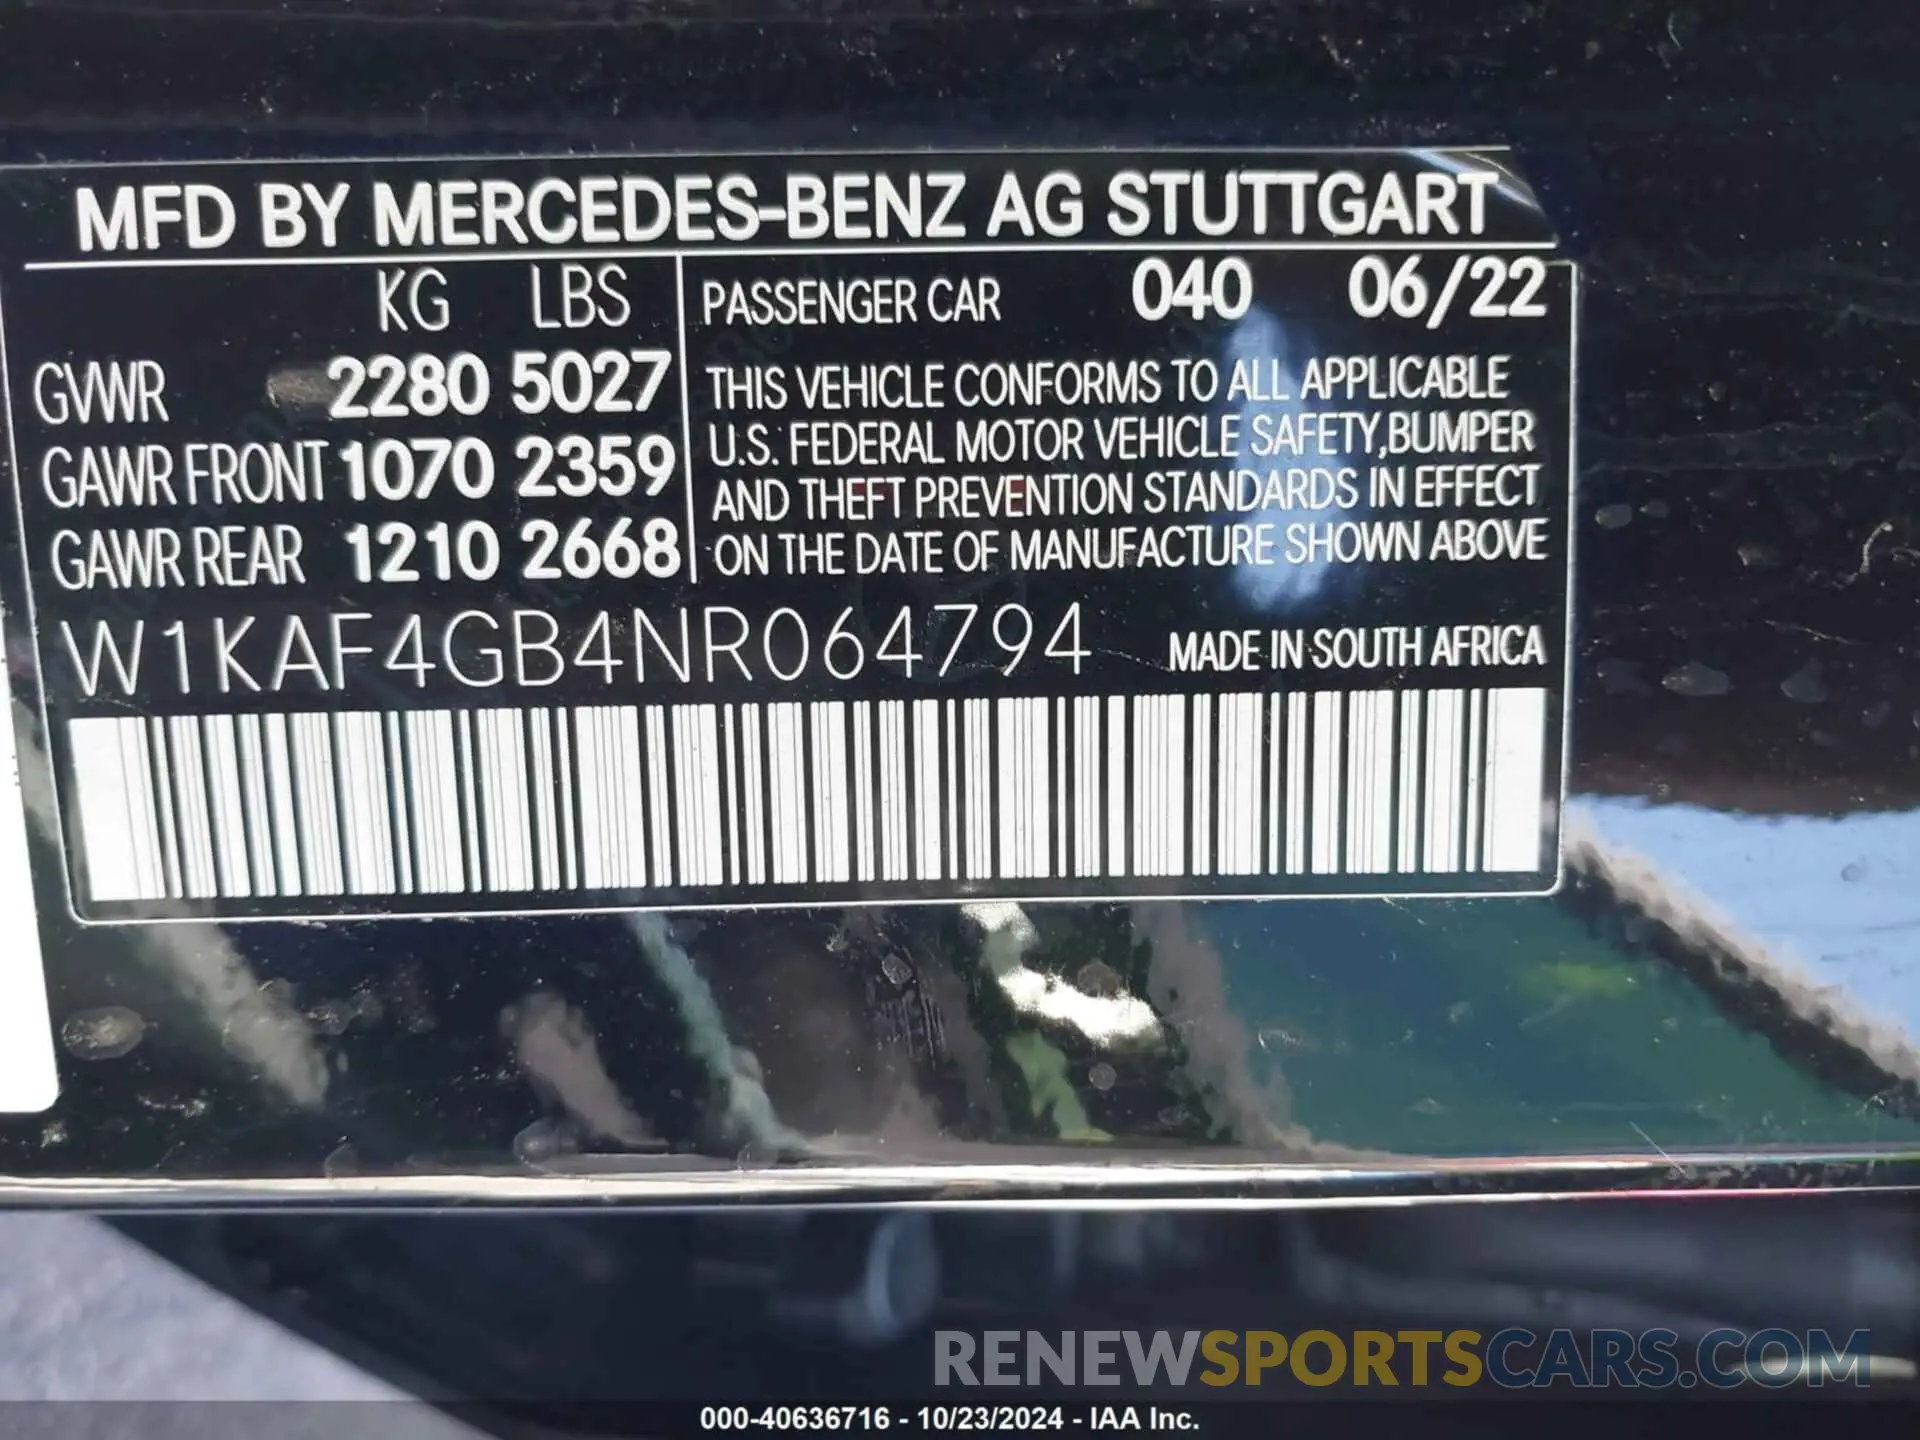 MFD BY MERCEDES-BENZ AG STUTTGART
KG LBS
GVWR 2280 5027
GAWR FRONT 1070 2359
GAWR REAR 1210 2668
PASSENGER CAR 040 06/22
THIS VEHICLE CONFORMS TO ALL APPLICABLE
U.S. FEDERAL MOTOR VEHICLE SAFETY,BUMPER
AND THEFT PREVENTION STANDARDS IN EFFECT
ON THE DATE OF MANUFACTURE SHOWN ABOVE
W1KAF4GB4NR064794 MADE IN SOUTH AFRICA
RENEWSPORTSCARS.COM
000-40636716 - 10/23/2024 - IAA Inc.